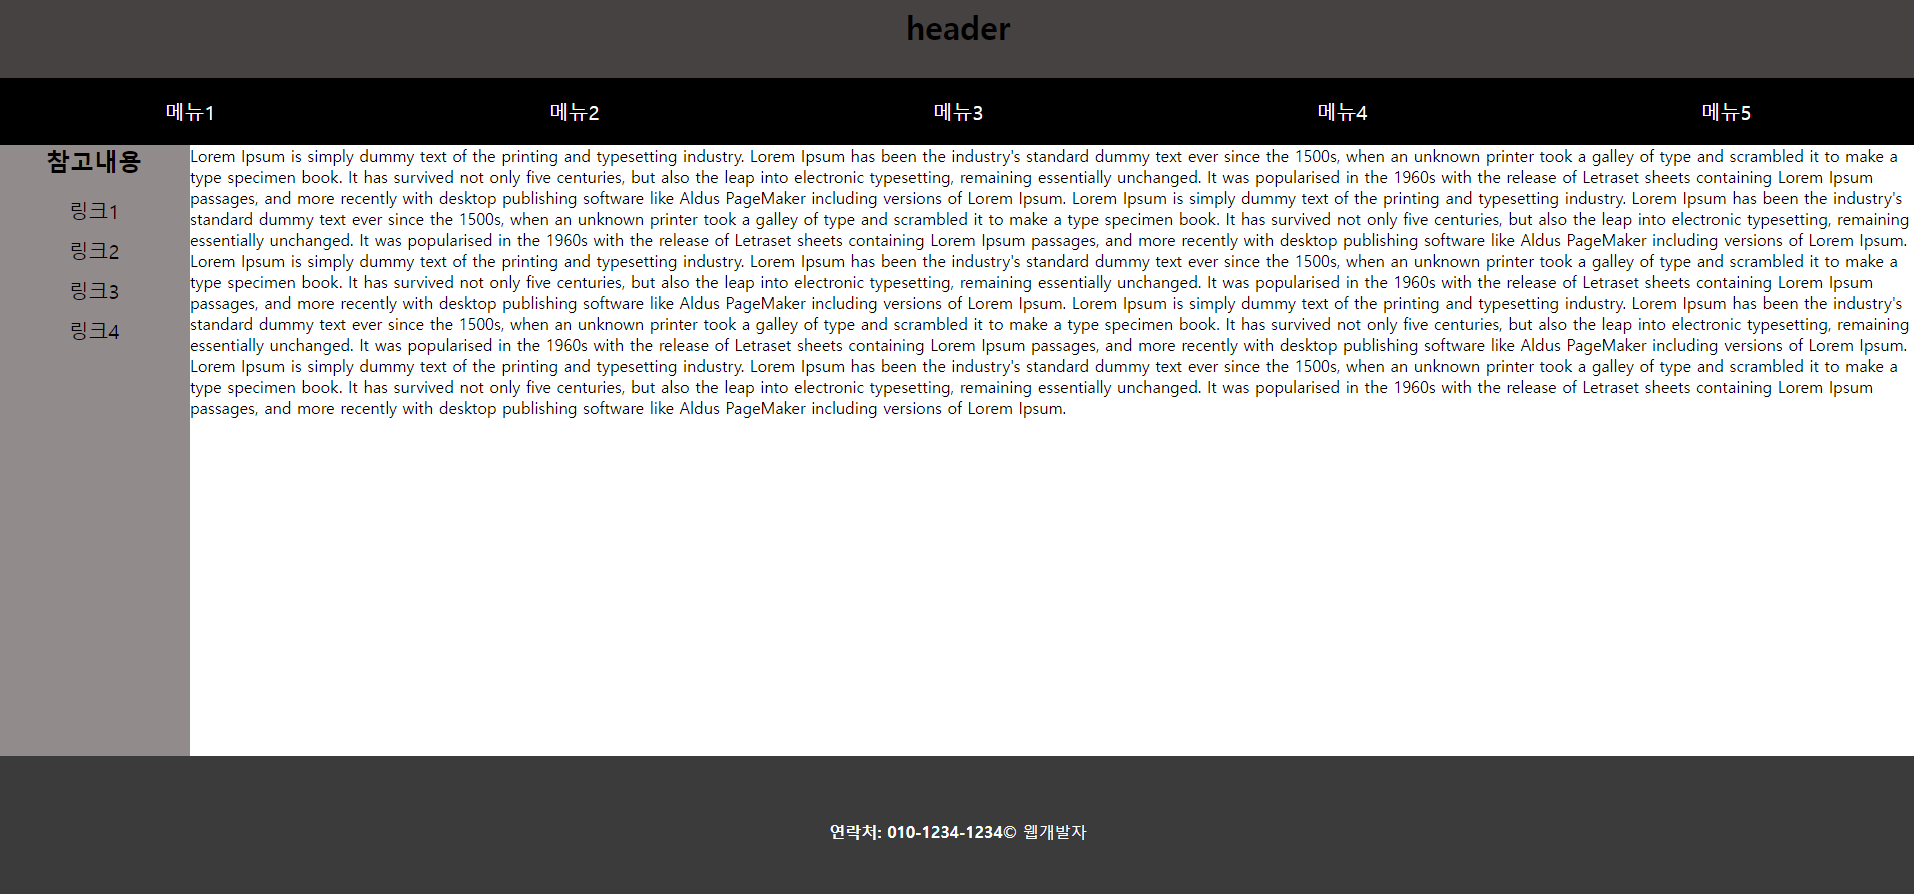 header
메뉴1 메뉴2 메뉴3 메뉴4 메뉴5
참고내용
링크1
링크2
링크3
링크4
Lorem Ipsum is simply dummy text of the printing and typesetting industry. Lorem Ipsum has been the industry's standard dummy text ever since the 1500s, when an unknown printer took a galley of type and scrambled it to make a
type specimen book. It has survived not only five centuries, but also the leap into electronic typesetting, remaining essentially unchanged. It was popularised in the 1960s with the release of Letraset sheets containing Lorem Ipsum
passages, and more recently with desktop publishing software like Aldus PageMaker including versions of Lorem Ipsum. Lorem Ipsum is simply dummy text of the printing and typesetting industry. Lorem Ipsum has been the industry's
standard dummy text ever since the 1500s, when an unknown printer took a galley of type and scrambled it to make a type specimen book. It has survived not only five centuries, but also the leap into electronic typesetting, remaining
essentially unchanged. It was popularised in the 1960s with the release of Letraset sheets containing Lorem Ipsum passages, and more recently with desktop publishing software like Aldus PageMaker including versions of Lorem Ipsum.
Lorem Ipsum is simply dummy text of the printing and typesetting industry. Lorem Ipsum has been the industry's standard dummy text ever since the 1500s, when an unknown printer took a galley of type and scrambled it to make a
type specimen book. It has survived not only five centuries, but also the leap into electronic typesetting, remaining essentially unchanged. It was popularised in the 1960s with the release of Letraset sheets containing Lorem Ipsum
passages, and more recently with desktop publishing software like Aldus PageMaker including versions of Lorem Ipsum. Lorem Ipsum is simply dummy text of the printing and typesetting industry. Lorem Ipsum has been the industry's
standard dummy text ever since the 1500s, when an unknown printer took a galley of type and scrambled it to make a type specimen book. It has survived not only five centuries, but also the leap into electronic typesetting, remaining
essentially unchanged. It was popularised in the 1960s with the release of Letraset sheets containing Lorem Ipsum passages, and more recently with desktop publishing software like Aldus PageMaker including versions of Lorem Ipsum.
Lorem Ipsum is simply dummy text of the printing and typesetting industry. Lorem Ipsum has been the industry's standard dummy text ever since the 1500s, when an unknown printer took a galley of type and scrambled it to make a
type specimen book. It has survived not only five centuries, but also the leap into electronic typesetting, remaining essentially unchanged. It was popularised in the 1960s with the release of Letraset sheets containing Lorem Ipsum
passages, and more recently with desktop publishing software like Aldus PageMaker including versions of Lorem Ipsum.
연락처: 010-1234-1234© 웹개발자